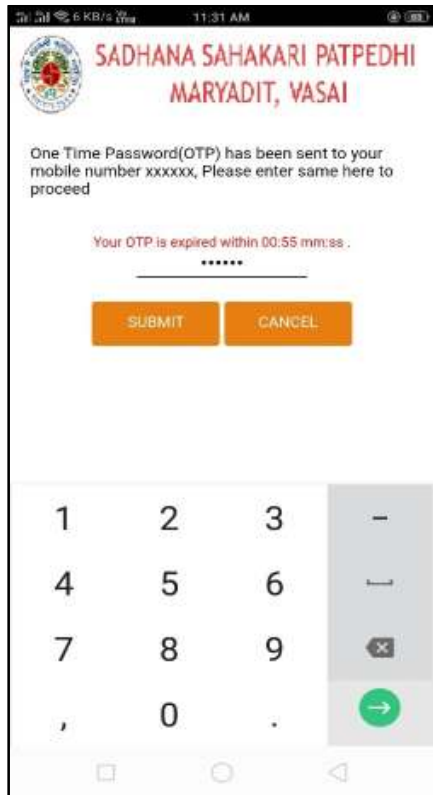 6 KB/s
11:31 AM
SADHANA SAHAKARI PATPEDHI
MARYADIT, VASAI
One Time Password(OTP) has been sent to your
mobile number xxxxxx, Please enter same here to
proceed
Your OTP is expired within 00:55 mm:ss .
••••••
SUBMIT CANCEL
1 2 3 -
4 5 6
7 8 9
, 0 .